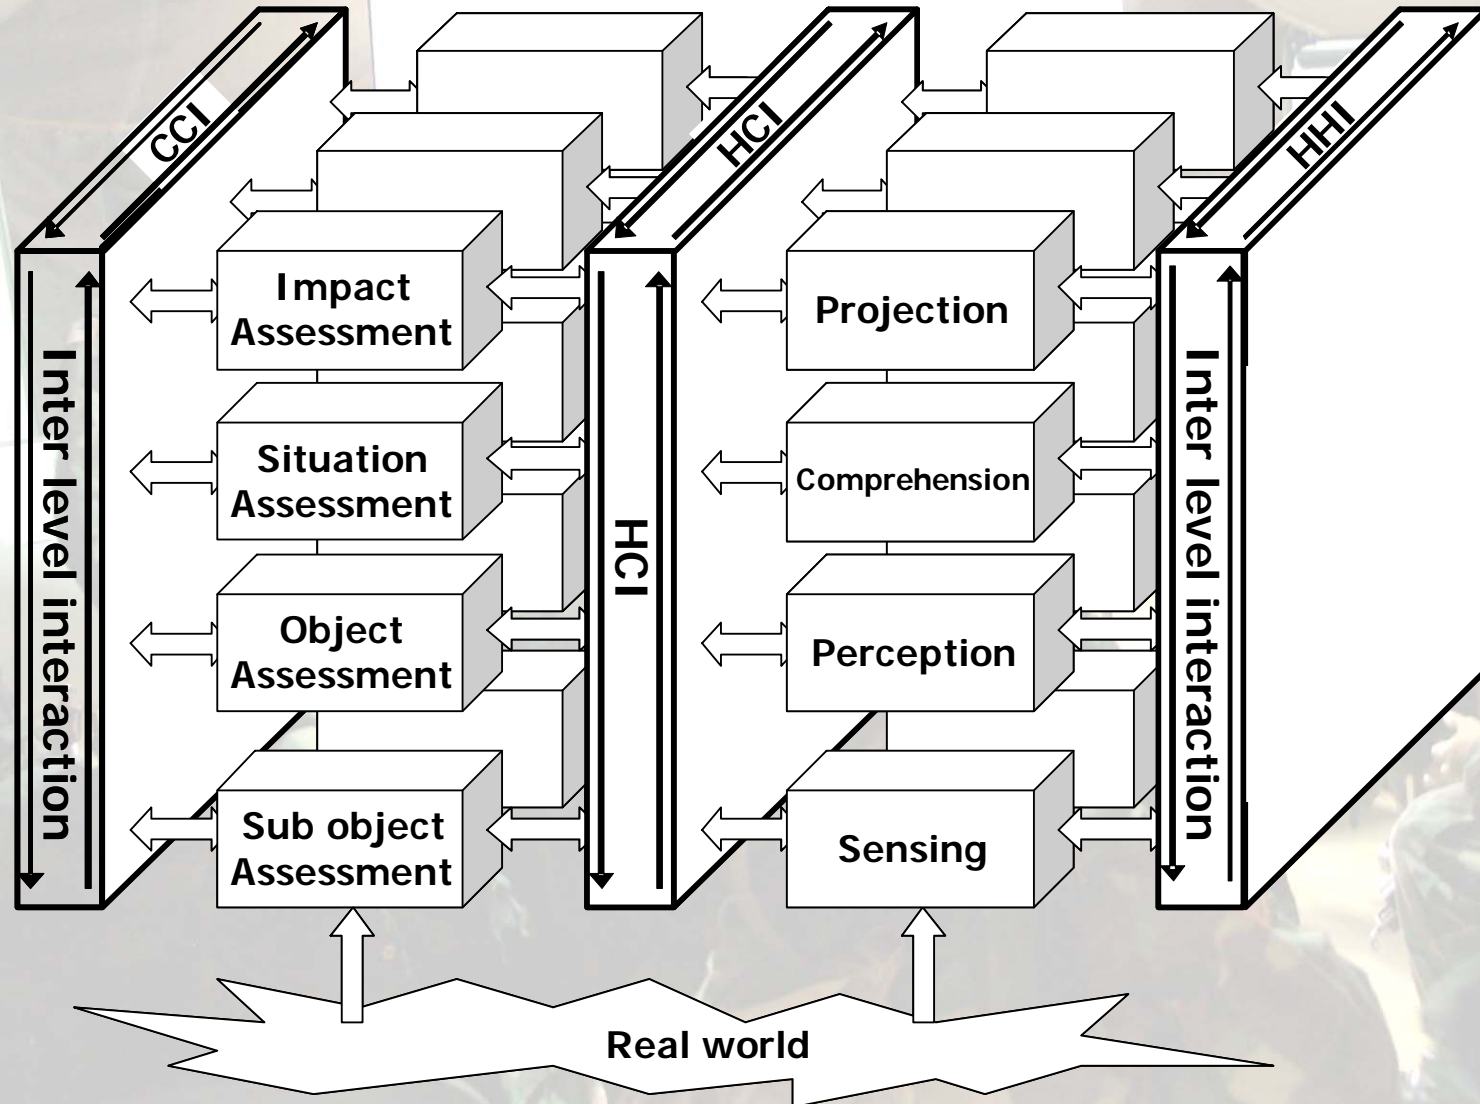 CCI
HCI
HHI
Inter level interaction
Impact
Assessment
HCI
Projection
Inter level interaction
Situation
Assessment
Comprehension
Object
Assessment
Perception
Sub object
Assessment
Sensing
Real world